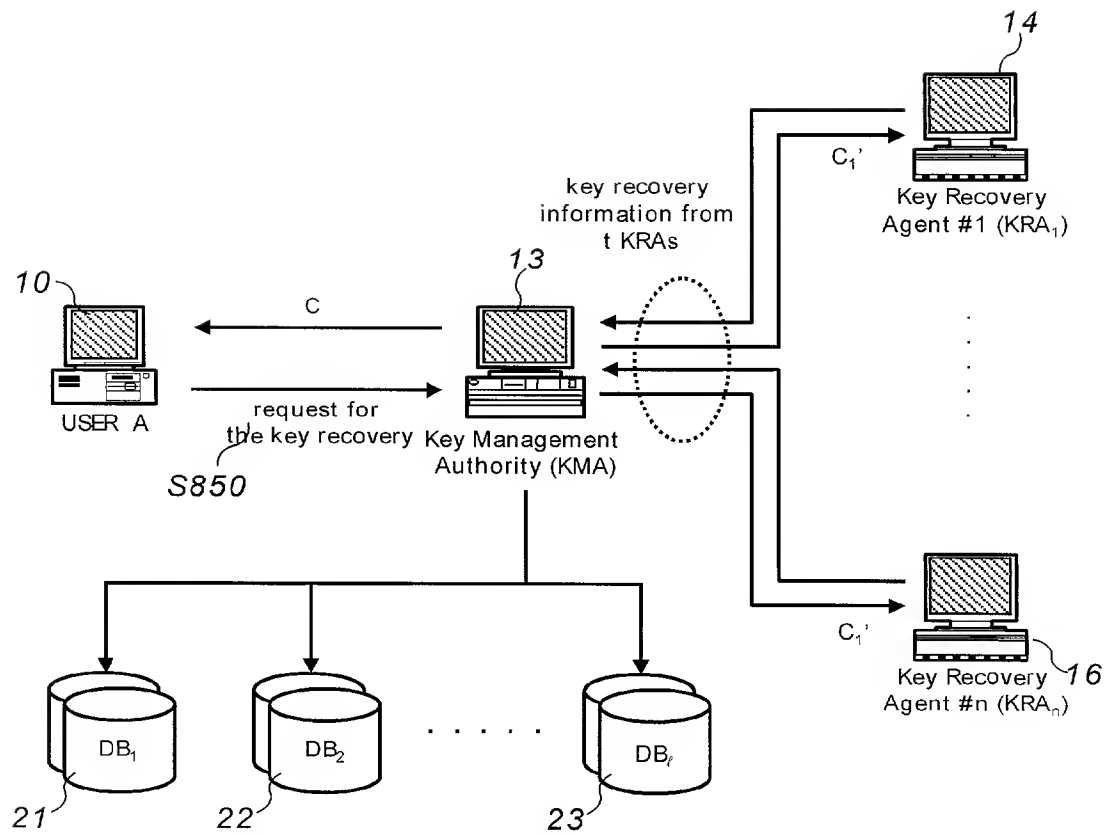 14
C₁’
Key Recovery
Agent #1 (KRA₁)
key recovery
information from
t KRAs
10
13
C
USER A
request for
the key recovery
S850
Key Management
Authority (KMA)
. . .
C₁’
16
Key Recovery
Agent #n (KRAₙ)
DB₁
DB₂
. . . . .
DBℓ
21
22
23